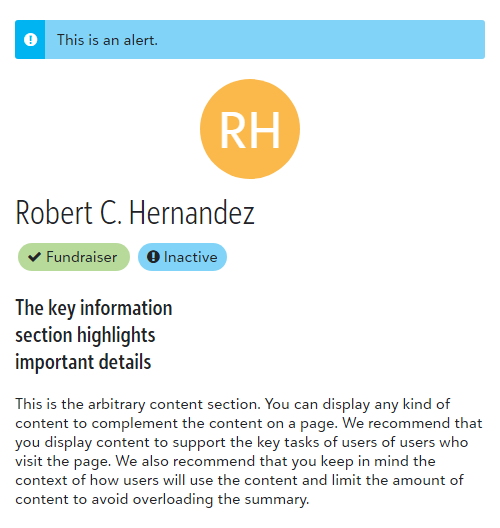 This is an alert.
RH
Robert C. Hernandez
Fundraiser Inactive
The key information
section highlights
important details
This is the arbitrary content section. You can display any kind of
content to complement the content on a page. We recommend that
you display content to support the key tasks of users of users who
visit the page. We also recommend that you keep in mind the
context of how users will use the content and limit the amount of
content to avoid overloading the summary.